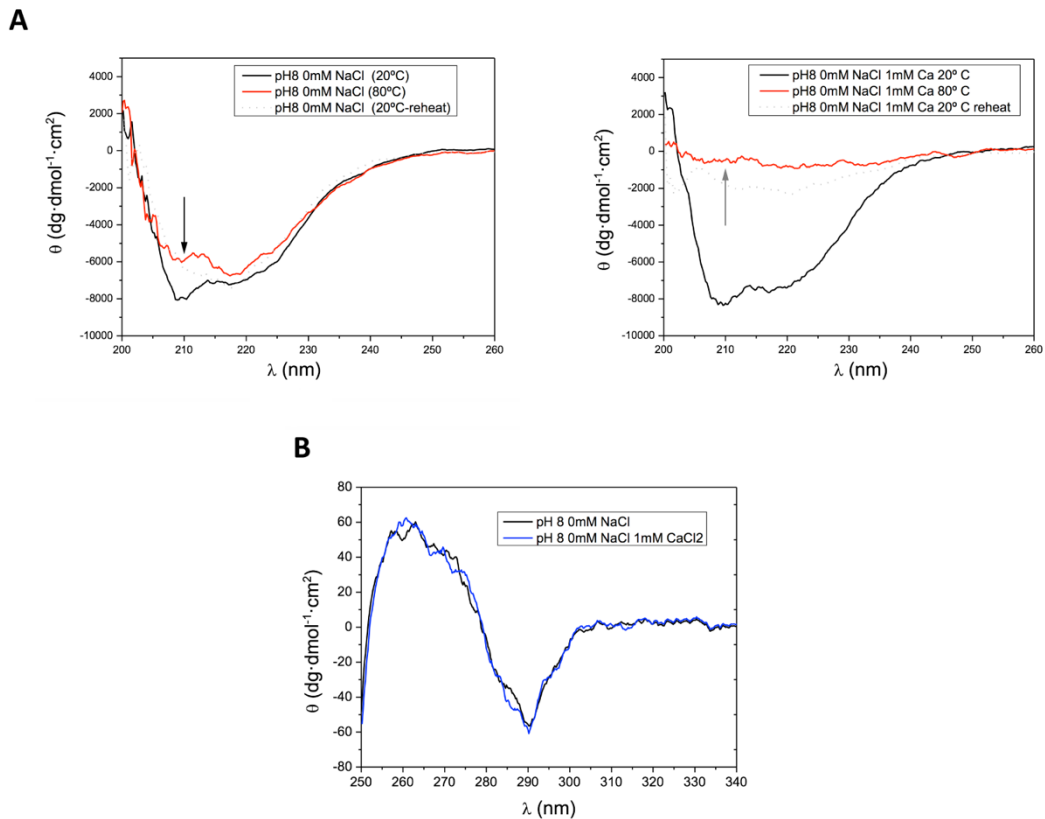 A
4000
2000
0
-2000
-4000
-6000
-8000
-10000
θ (dg·dmol⁻¹·cm²)
pH8 0mM NaCl (20ºC)
pH8 0mM NaCl (80ºC)
pH8 0mM NaCl (20ºC-reheat)
200 210 220 230 240 250 260
λ (nm)
4000
2000
0
-2000
-4000
-6000
-8000
-10000
θ (dg·dmol⁻¹·cm²)
pH8 0mM NaCl 1mM Ca 20º C
pH8 0mM NaCl 1mM Ca 80º C
pH8 0mM NaCl 1mM Ca 20º C reheat
200 210 220 230 240 250 260
λ (nm)
B
80
60
40
20
0
-20
-40
-60
-80
θ (dg·dmol⁻¹·cm²)
pH 8 0mM NaCl
pH 8 0mM NaCl 1mM CaCl2
250 260 270 280 290 300 310 320 330 340
λ (nm)